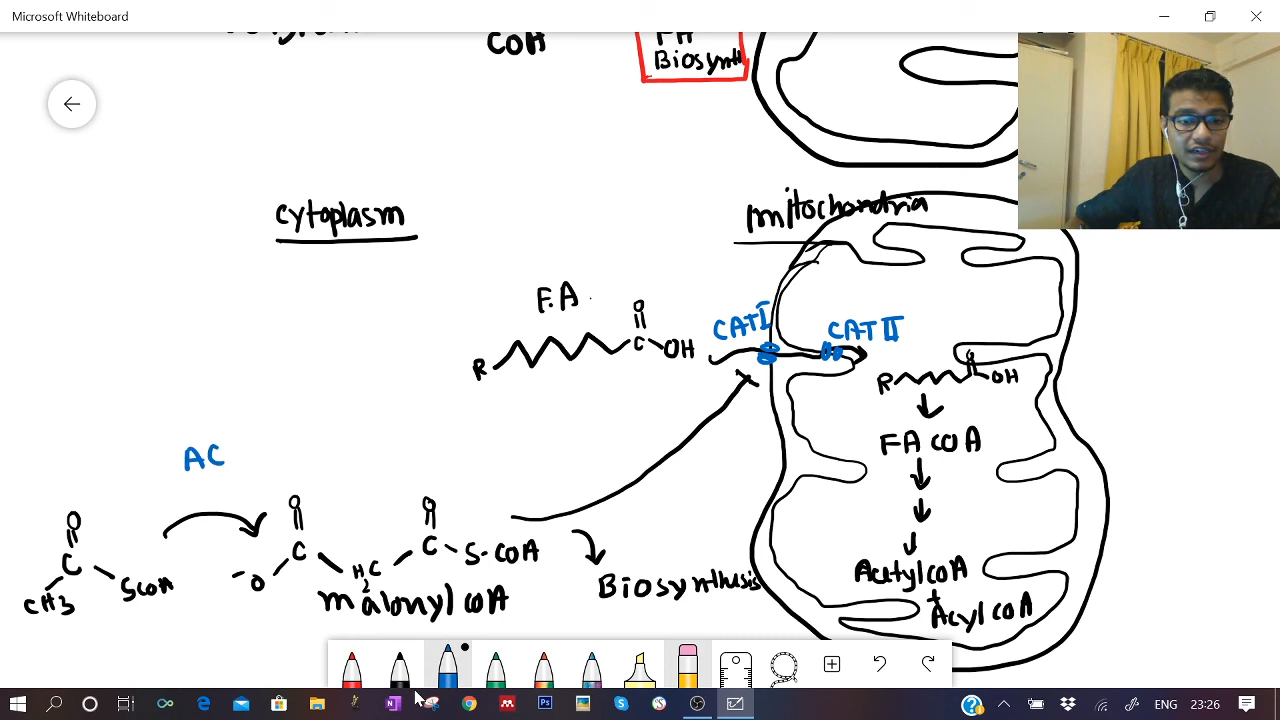 Microsoft Whiteboard
CoA
FA
Biosynth
cytoplasm
mitochondria
F.A
O
R
C
OH
CAT I
CAT II
O
R
OH
FA CoA
AC
O
C
CH3
SCoA
O
C
-O
H2C
O
C
S-CoA
malonyl CoA
Biosynthesis
Acetyl CoA
+
Acyl CoA
ENG
23:26